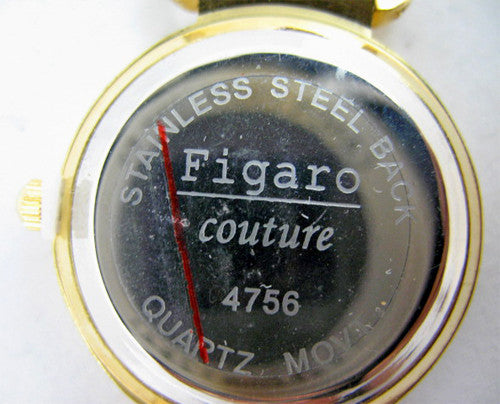 STAINLESS STEEL BACK
Figaro
couture
4756
QUARTZ MOV'T